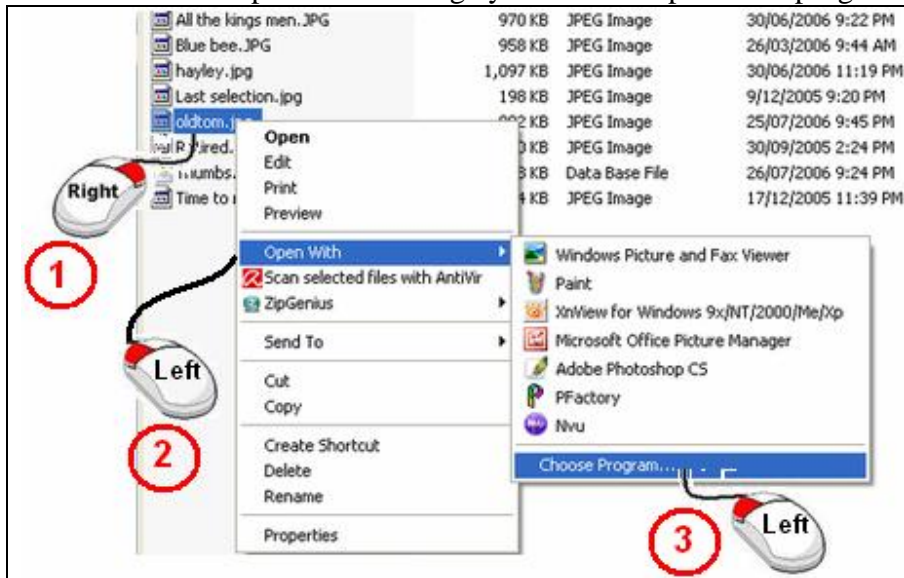 All the kings men.JPG 970 KB JPEG Image 30/06/2006 9:22 PM
Blue bee.JPG 958 KB JPEG Image 26/03/2006 9:44 AM
hayley.jpg 1,097 KB JPEG Image 30/06/2006 11:19 PM
Last selection.jpg 198 KB JPEG Image 9/12/2005 9:20 PM
KB JPEG Image 25/07/2006 9:45 PM
KB JPEG Image 30/09/2005 2:24 PM
KB Data Base File 26/07/2006 9:24 PM
Time to KB JPEG Image 17/12/2005 11:39 PM
Right
1
Open
Edit
Print
Preview
Open With
Scan selected files with AntiVir
ZipGenius
Send To
Cut
Copy
Create Shortcut
Delete
Rename
Properties
Left
2
Windows Picture and Fax Viewer
Paint
XnView for Windows 9x/NT/2000/Me/Xp
Microsoft Office Picture Manager
Adobe Photoshop CS
PFactory
Nvu
Choose Program...
Left
3